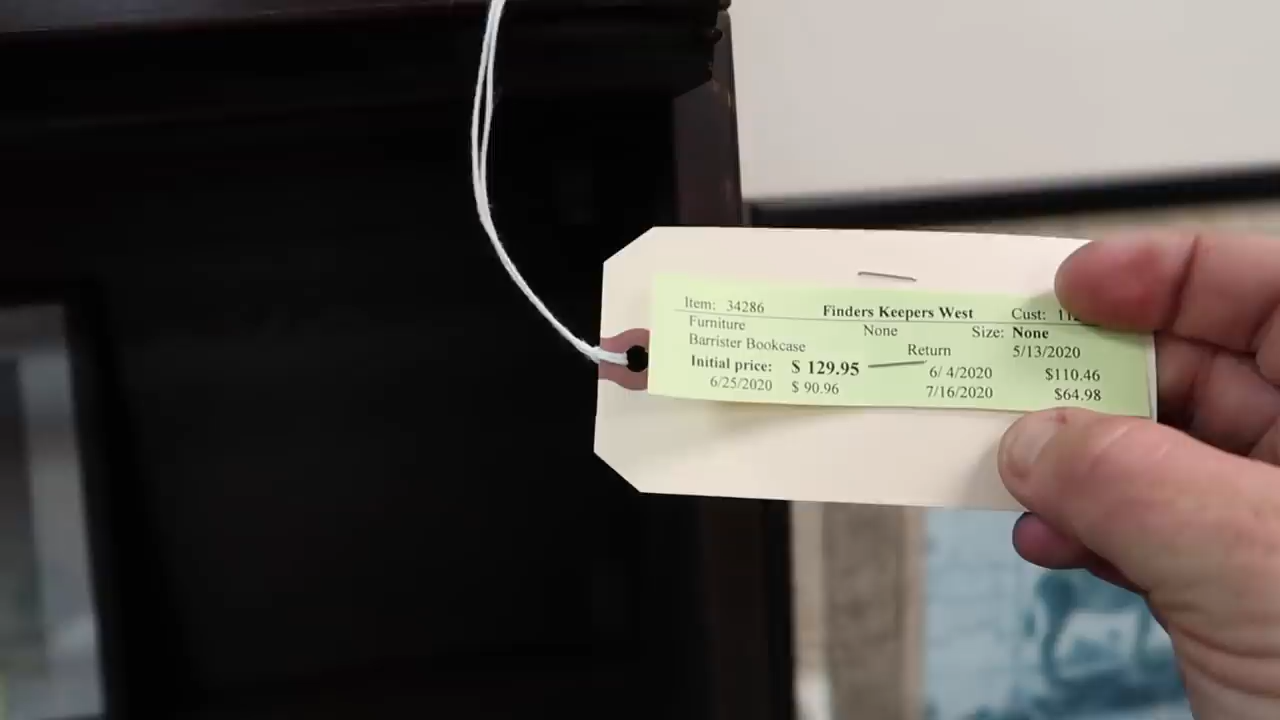 Item: 34286 Finders Keepers West Cust:
Furniture None Size: None
Barrister Bookcase Return 5/13/2020
Initial price: $ 129.95 6/ 4/2020 $110.46
6/25/2020 $ 90.96 7/16/2020 $64.98